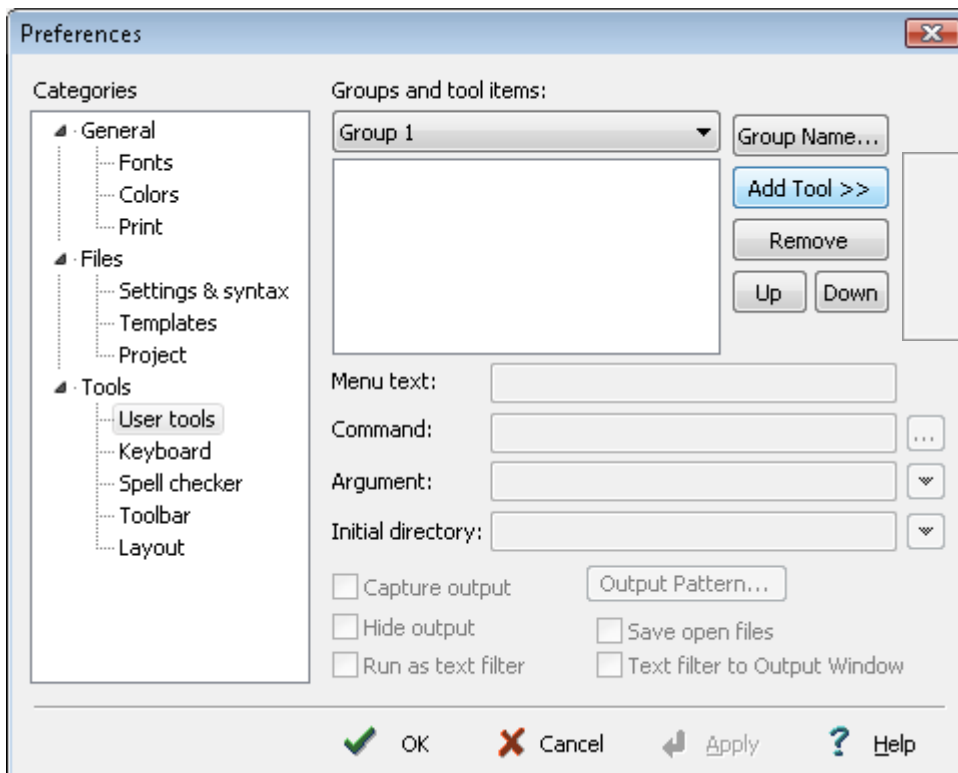 Preferences
Categories
General
Fonts
Colors
Print
Files
Settings & syntax
Templates
Project
Tools
User tools
Keyboard
Spell checker
Toolbar
Layout
Groups and tool items:
Group 1
Group Name...
Add Tool >>
Remove
Up Down
Menu text:
Command:
...
Argument:
Initial directory:
Capture output Output Pattern...
Hide output Save open files
Run as text filter Text filter to Output Window
OK Cancel Apply Help